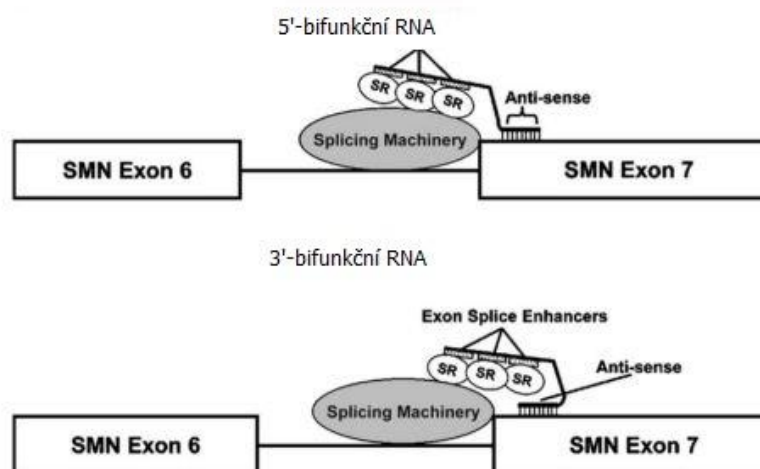 5'-bifunkční RNA
SR SR SR
Anti-sense
Splicing Machinery
SMN Exon 6
SMN Exon 7
3'-bifunkční RNA
Exon Splice Enhancers
SR SR SR
Anti-sense
Splicing Machinery
SMN Exon 6
SMN Exon 7